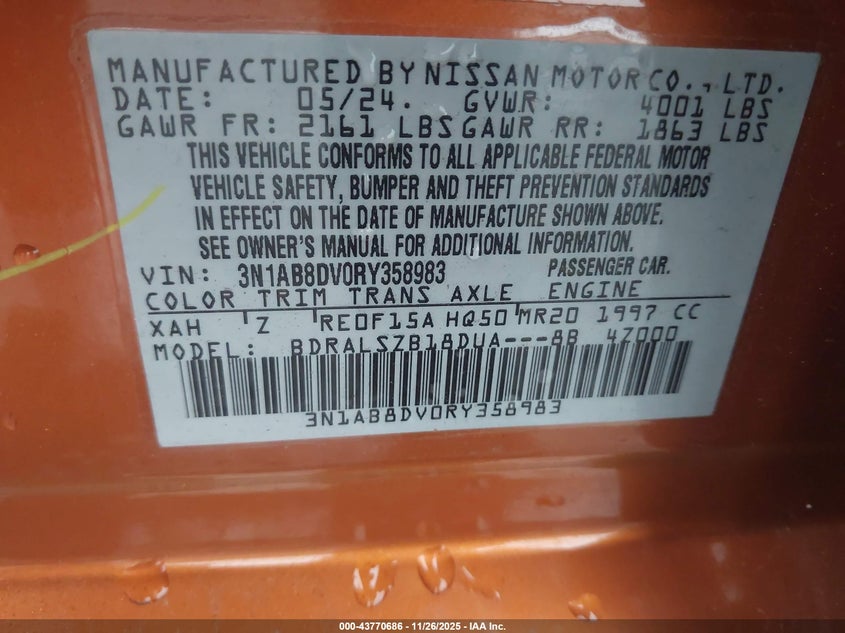 MANUFACTURED BY NISSAN MOTOR CO., LTD.
DATE: 05/24. GVWR: 4001 LBS
GAWR FR: 2161 LBS GAWR RR: 1863 LBS
THIS VEHICLE CONFORMS TO ALL APPLICABLE FEDERAL MOTOR
VEHICLE SAFETY, BUMPER AND THEFT PREVENTION STANDARDS
IN EFFECT ON THE DATE OF MANUFACTURE SHOWN ABOVE.
SEE OWNER'S MANUAL FOR ADDITIONAL INFORMATION.
VIN: 3N1AB8DV0RY358983 PASSENGER CAR.
COLOR TRIM TRANS AXLE ENGINE
XAH Z RE0F15A HQ50 MR20 1997 CC
MODEL: BDRALSZB18DUA---BB 4Z000
3N1AB8DV0RY358983
000-43770686 - 11/26/2025 - IAA Inc.